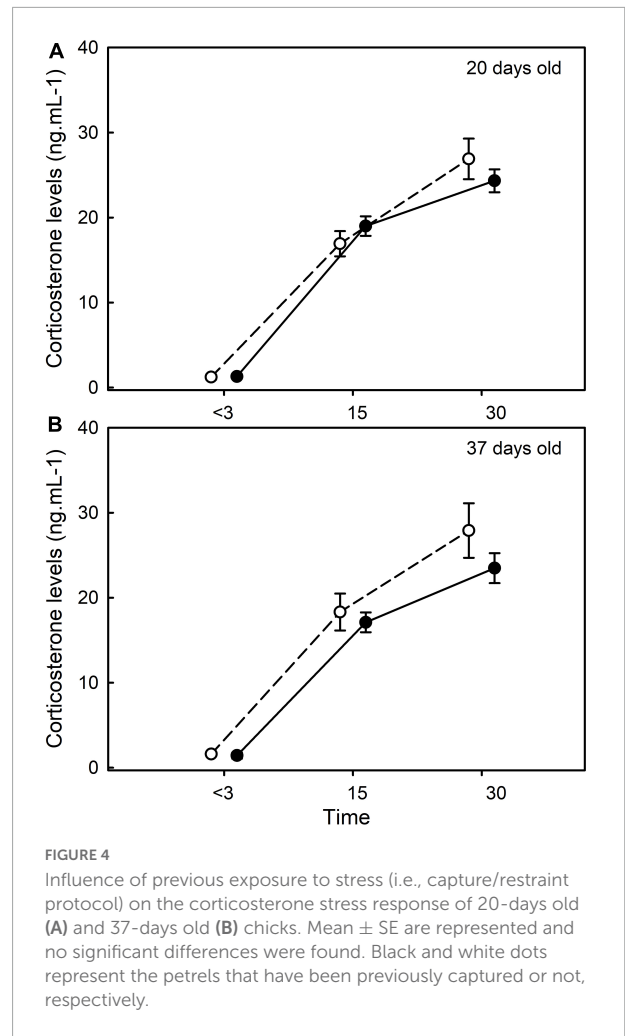 A
20 days old
Corticosterone levels (ng.mL-1)
40
30
20
10
0
<3 15 30
B
37 days old
Corticosterone levels (ng.mL-1)
40
30
20
10
0
<3 15 30
Time
FIGURE 4
Influence of previous exposure to stress (i.e., capture/restraint
protocol) on the corticosterone stress response of 20-days old
(A) and 37-days old (B) chicks. Mean ± SE are represented and
no significant differences were found. Black and white dots
represent the petrels that have been previously captured or not,
respectively.